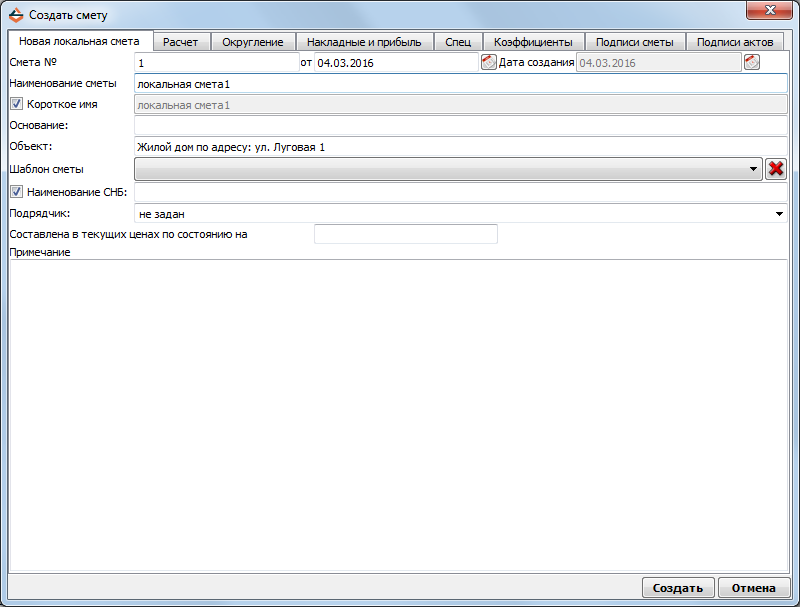 Создать смету
Новая локальная смета Расчет Округление Накладные и прибыль Спец Коэффициенты Подписи сметы Подписи актов
Смета № 1 от 04.03.2016 Дата создания 04.03.2016
Наименование сметы локальная смета1
Короткое имя локальная смета1
Основание:
Объект: Жилой дом по адресу: ул. Луговая 1
Шаблон сметы
Наименование СНБ:
Подрядчик: не задан
Составлена в текущих ценах по состоянию на
Примечание
Создать Отмена